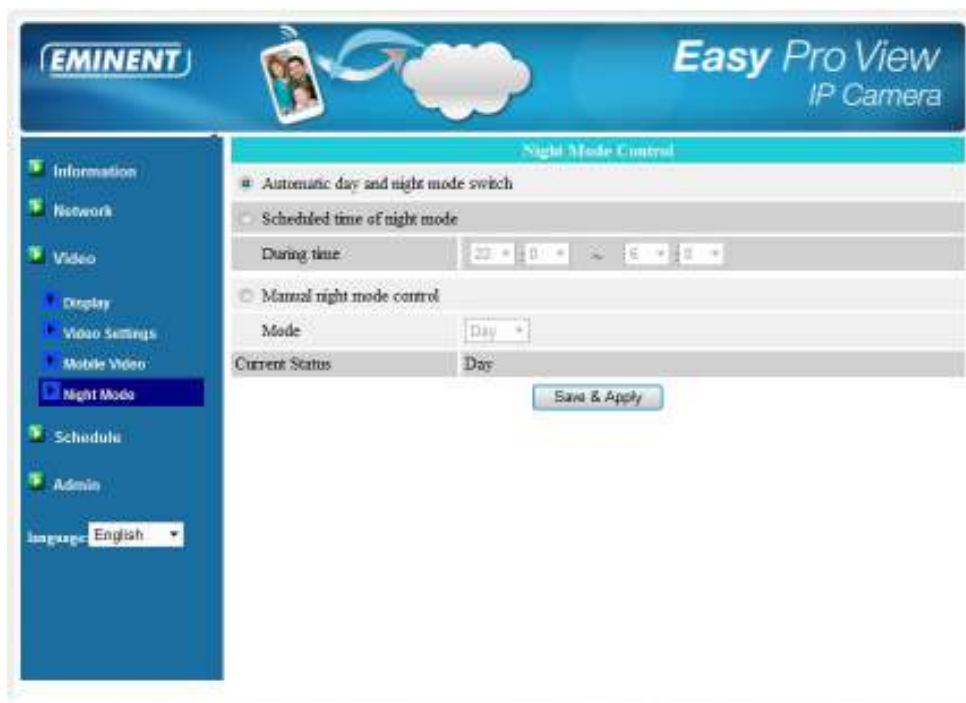 EMINENT
Easy Pro View
IP Camera
Information
Network
Video
Display
Video Settings
Mobile Video
Night Mode
Schedule
Admin
language: English
Night Mode Control
Automatic day and night mode switch
Scheduled time of night mode
During time 22 : 0 ~ 6 : 0
Manual night mode control
Mode Day
Current Status Day
Save & Apply